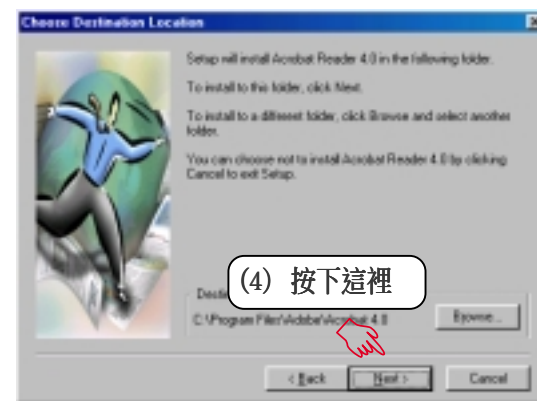 Choose Destination Location
Setup will install Acrobat Reader 4.0 in the following folder.
To install to this folder, click Next.
To install to a different folder, click Browse and select another
folder.
You can choose not to install Acrobat Reader 4.0 by clicking
Cancel to exit Setup.
(4) 按下這裡
C:\Program Files\Adobe\Acrobat 4.0
Browse...
< Back
Next >
Cancel